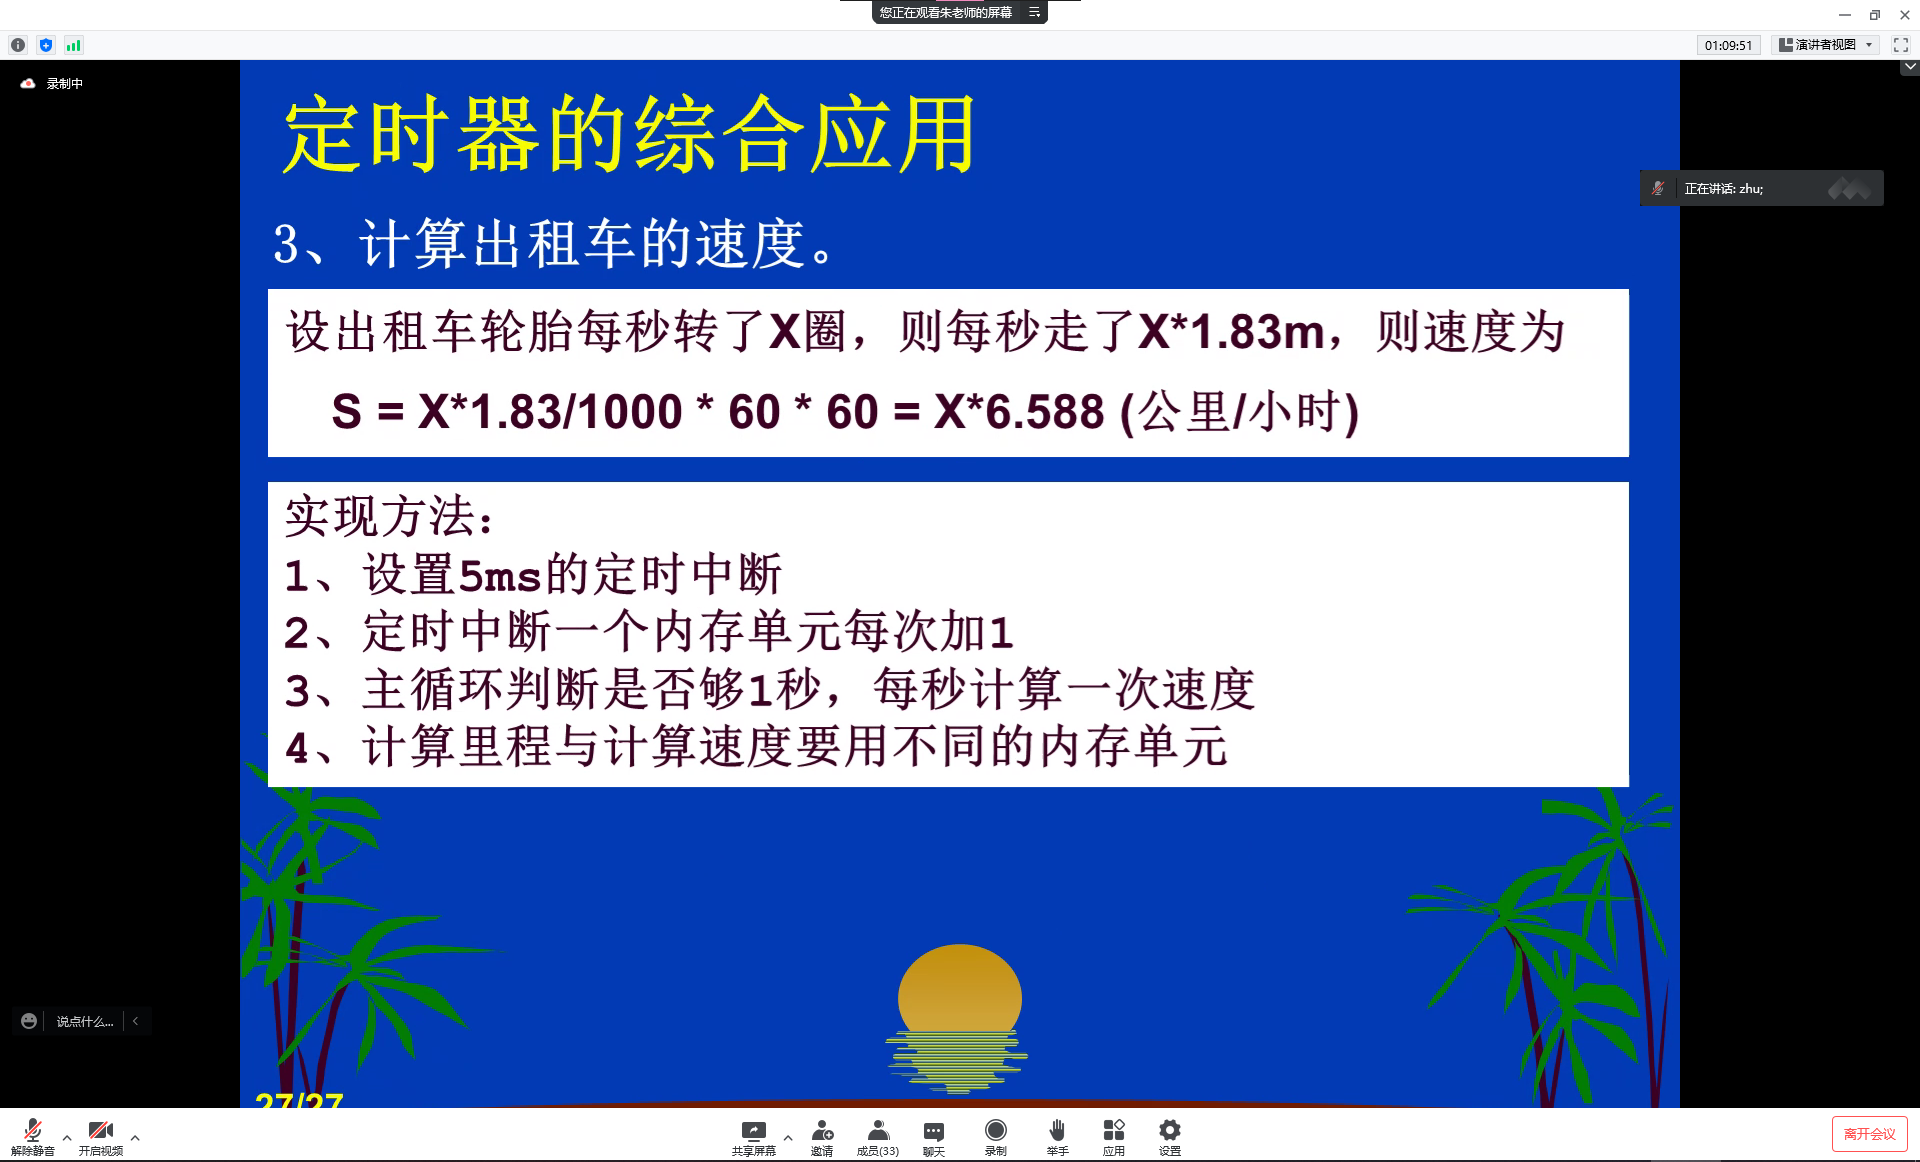 您正在观看朱老师的屏幕
01:09:51
演讲者视图
录制中
正在讲话: zhu;
定时器的综合应用
3、计算出租车的速度。
设出租车轮胎每秒转了X圈，则每秒走了X*1.83m，则速度为
S = X*1.83/1000 * 60 * 60 = X*6.588 (公里/小时)
实现方法：
1、设置5ms的定时中断
2、定时中断一个内存单元每次加1
3、主循环判断是否够1秒，每秒计算一次速度
4、计算里程与计算速度要用不同的内存单元
说点什么...
27/27
解除静音
开启视频
共享屏幕
邀请
成员(33)
聊天
录制
举手
应用
设置
离开会议